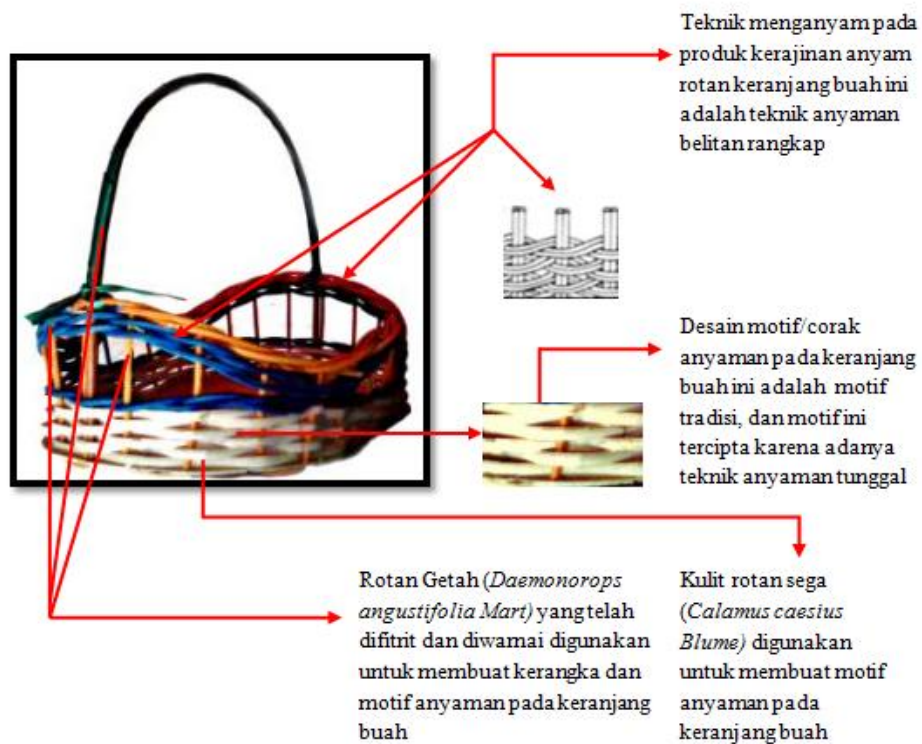 Teknik menganyam pada
produk kerajinan anyam
rotan keranjang buah ini
adalah teknik anyaman
belitan rangkap
Desain motif/corak
anyaman pada keranjang
buah ini adalah motif
tradisi, dan motif ini
tercipta karena adanya
teknik anyaman tunggal
Rotan Getah (Daemonorops
angustifolia Mart) yang telah
difitrit dan diwarnai digunakan
untuk membuat kerangka dan
motif anyaman pada keranjang
buah
Kulit rotan sega
(Calamus caesius
Blume) digunakan
untuk membuat motif
anyaman pada
keranjang buah